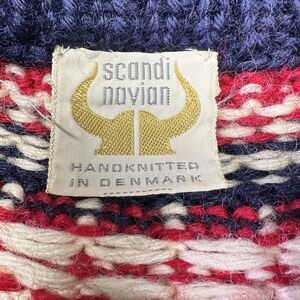 scandi
navian
HANDKNITTED
IN DENMARK